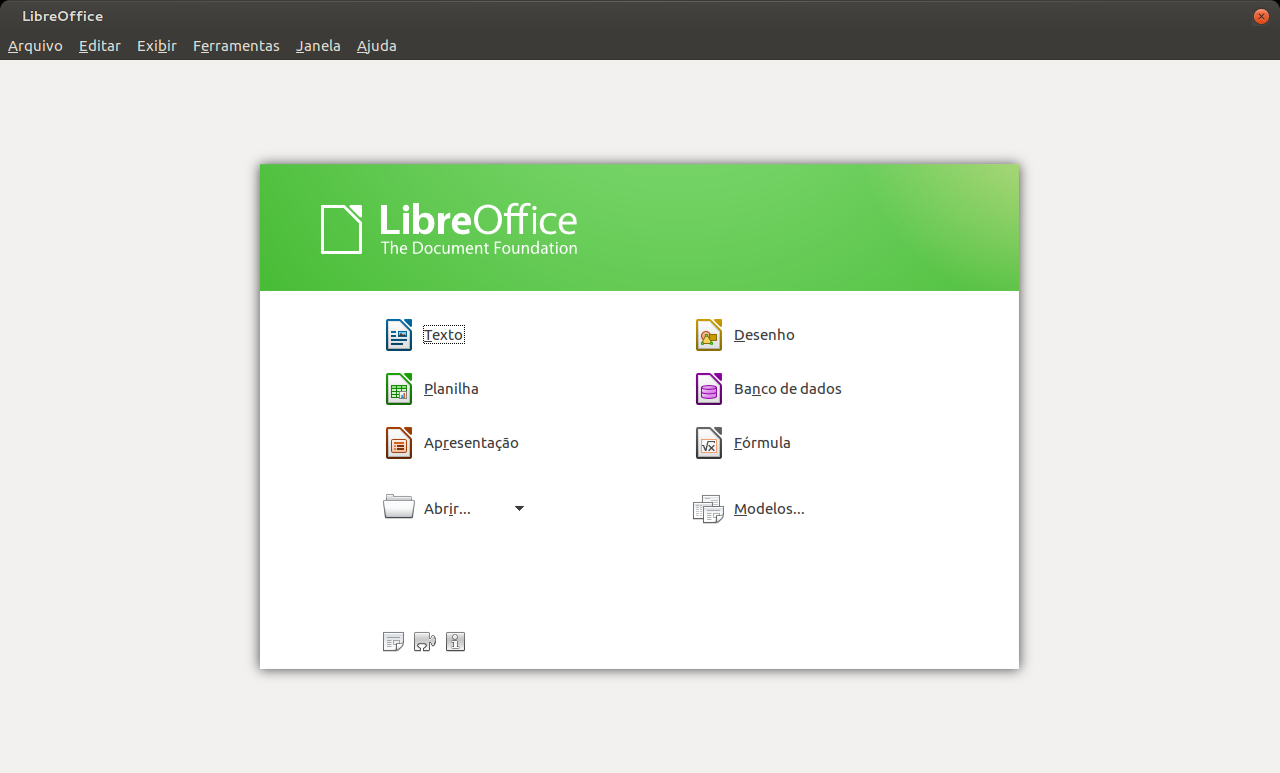 LibreOffice
Arquivo Editar Exibir Ferramentas Janela Ajuda
LibreOffice
The Document Foundation
Texto Desenho
Planilha Banco de dados
Apresentação Fórmula
Abrir... Modelos...